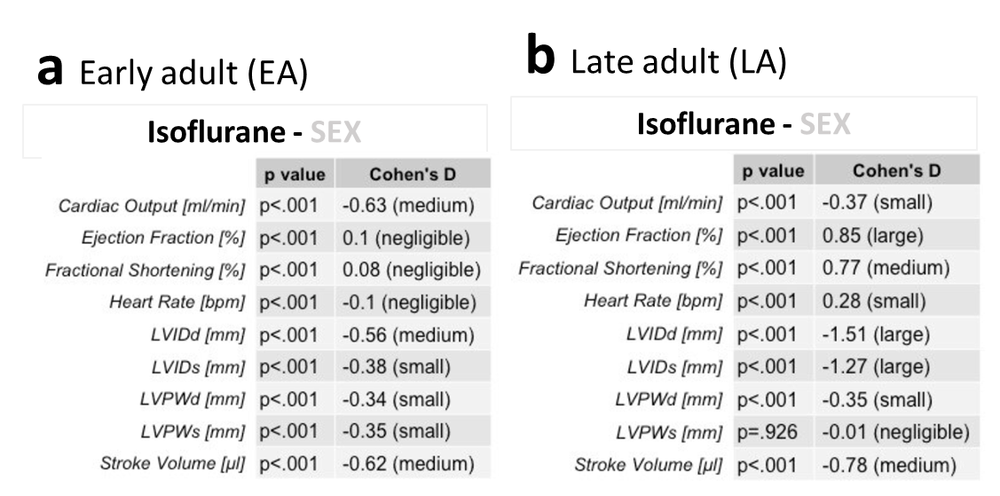 a Early adult (EA)
Isoflurane - SEX
p value Cohen's D
Cardiac Output [ml/min] p<.001 -0.63 (medium)
Ejection Fraction [%] p<.001 0.1 (negligible)
Fractional Shortening [%] p<.001 0.08 (negligible)
Heart Rate [bpm] p<.001 -0.1 (negligible)
LVIDd [mm] p<.001 -0.56 (medium)
LVIDs [mm] p<.001 -0.38 (small)
LVPWd [mm] p<.001 -0.34 (small)
LVPWs [mm] p<.001 -0.35 (small)
Stroke Volume [µl] p<.001 -0.62 (medium)
b Late adult (LA)
Isoflurane - SEX
p value Cohen's D
Cardiac Output [ml/min] p<.001 -0.37 (small)
Ejection Fraction [%] p<.001 0.85 (large)
Fractional Shortening [%] p<.001 0.77 (medium)
Heart Rate [bpm] p<.001 0.28 (small)
LVIDd [mm] p<.001 -1.51 (large)
LVIDs [mm] p<.001 -1.27 (large)
LVPWd [mm] p<.001 -0.35 (small)
LVPWs [mm] p=.926 -0.01 (negligible)
Stroke Volume [µl] p<.001 -0.78 (medium)